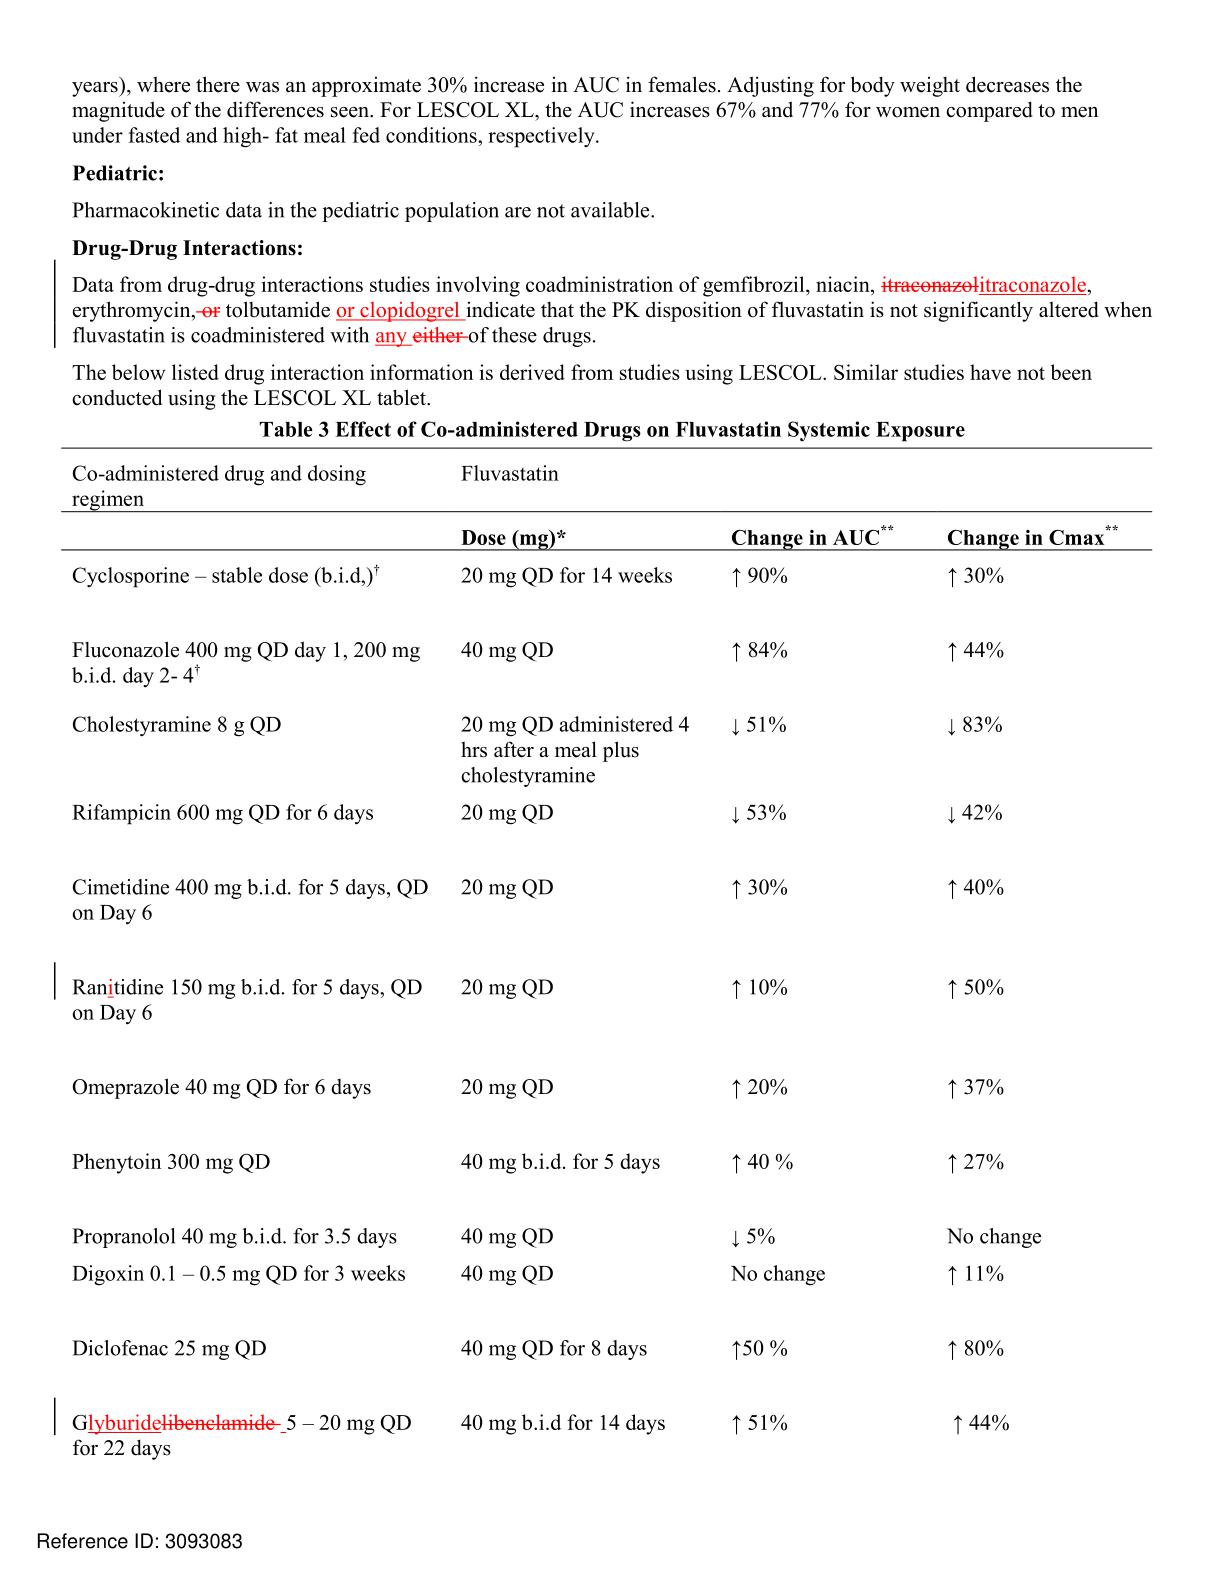 years), where there was an approximate 30% increase in AUC in females. Adjusting for body weight decreases the
magnitude of the differences seen. For LESCOL XL, the AUC increases 67% and 77% for women compared to men
under fasted and high- fat meal fed conditions, respectively.
Pediatric:
Pharmacokinetic data in the pediatric population are not available.
Drug-Drug Interactions:
Data from drug-drug interactions studies involving coadministration of gemfibrozil, niacin, itraconazolitraconazole,
erythromycin, or tolbutamide or clopidogrel indicate that the PK disposition of fluvastatin is not significantly altered when
fluvastatin is coadministered with any either of these drugs.
The below listed drug interaction information is derived from studies using LESCOL. Similar studies have not been
conducted using the LESCOL XL tablet.
Table 3 Effect of Co-administered Drugs on Fluvastatin Systemic Exposure
Co-administered drug and dosing Fluvastatin
regimen
Dose (mg)* Change in AUC** Change in Cmax**
Cyclosporine – stable dose (b.i.d,)† 20 mg QD for 14 weeks ↑ 90% ↑ 30%
Fluconazole 400 mg QD day 1, 200 mg 40 mg QD ↑ 84% ↑ 44%
b.i.d. day 2- 4†
Cholestyramine 8 g QD 20 mg QD administered 4 ↓ 51% ↓ 83%
hrs after a meal plus
cholestyramine
Rifampicin 600 mg QD for 6 days 20 mg QD ↓ 53% ↓ 42%
Cimetidine 400 mg b.i.d. for 5 days, QD 20 mg QD ↑ 30% ↑ 40%
on Day 6
Ranitidine 150 mg b.i.d. for 5 days, QD 20 mg QD ↑ 10% ↑ 50%
on Day 6
Omeprazole 40 mg QD for 6 days 20 mg QD ↑ 20% ↑ 37%
Phenytoin 300 mg QD 40 mg b.i.d. for 5 days ↑ 40 % ↑ 27%
Propranolol 40 mg b.i.d. for 3.5 days 40 mg QD ↓ 5% No change
Digoxin 0.1 – 0.5 mg QD for 3 weeks 40 mg QD No change ↑ 11%
Diclofenac 25 mg QD 40 mg QD for 8 days ↑50 % ↑ 80%
Glyburidelibenclamide 5 – 20 mg QD 40 mg b.i.d for 14 days ↑ 51% ↑ 44%
for 22 days
Reference ID: 3093083